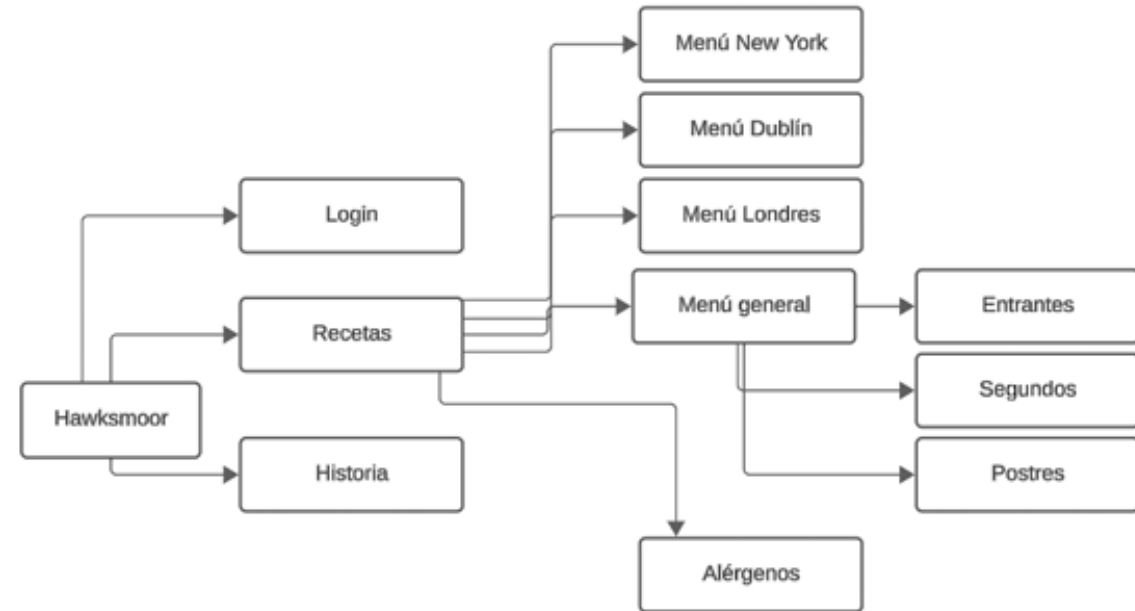 Menú New York
Menú Dublín
Login
Menú Londres
Recetas
Menú general
Entrantes
Hawksmoor
Segundos
Historia
Postres
Alérgenos